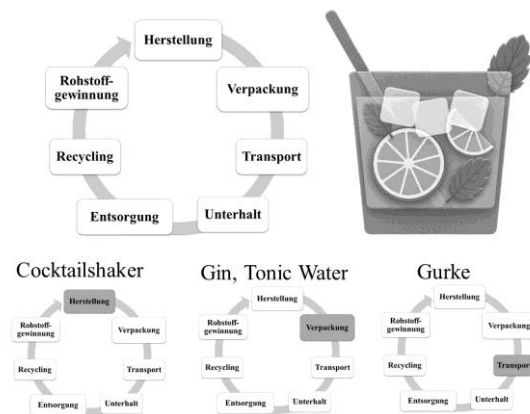 Herstellung
Rohstoff-
gewinnung
Verpackung
Recycling
Transport
Entsorgung
Unterhalt
Cocktailshaker
Herstellung
Rohstoff-
gewinnung
Verpackung
Recycling
Transport
Entsorgung
Unterhalt
Gin, Tonic Water
Herstellung
Rohstoff-
gewinnung
Verpackung
Recycling
Transport
Entsorgung
Unterhalt
Gurke
Herstellung
Rohstoff-
gewinnung
Verpackung
Recycling
Transport
Entsorgung
Unterhalt